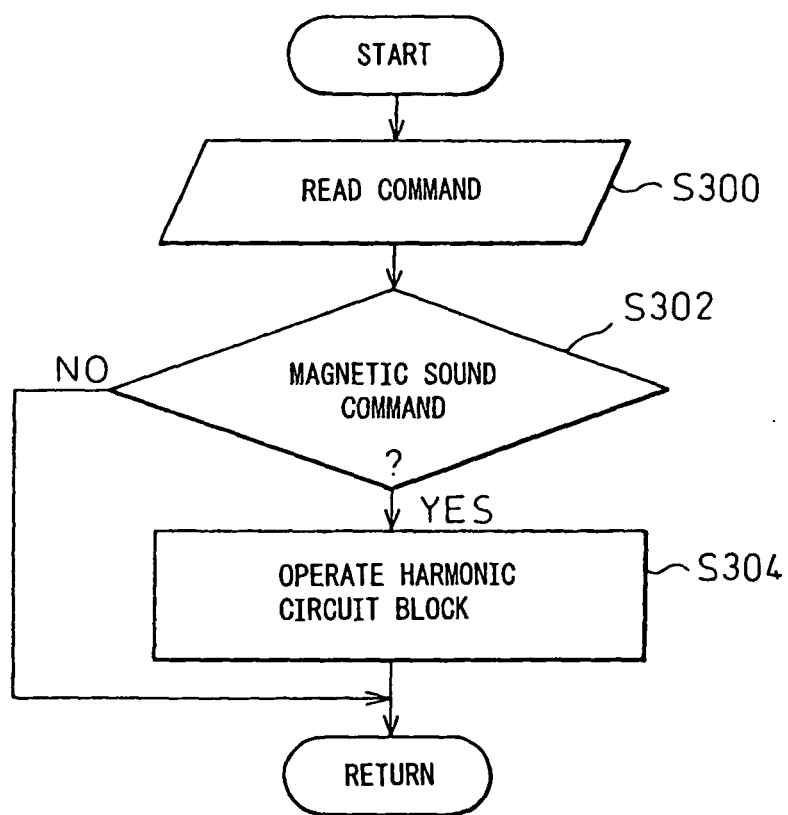 START
READ COMMAND
S300
S302
NO
MAGNETIC SOUND
COMMAND
?
YES
OPERATE HARMONIC
CIRCUIT BLOCK
S304
RETURN